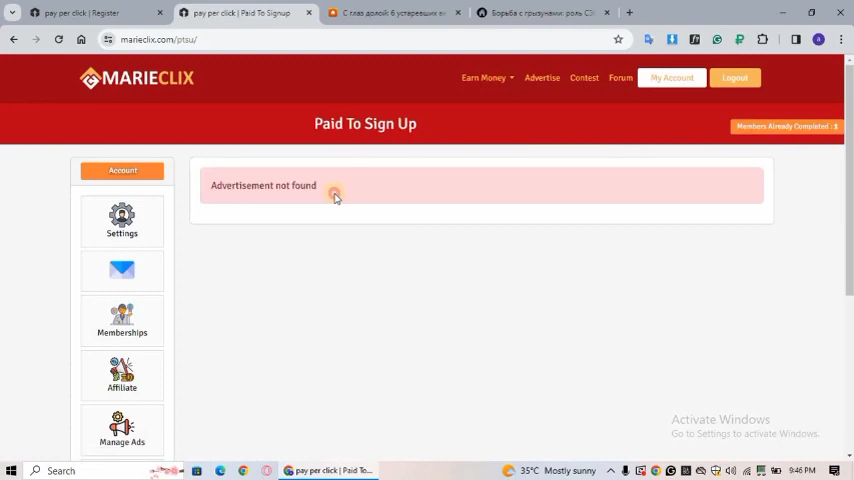 pay per click | Register
pay per click | Paid To Signup
С глаз долой: 6 устаревших ви
Борьба с грызунами: роль СЭС
marieclix.com/ptsu/
MARIECLIX
Earn Money
Advertise
Contest
Forum
My Account
Logout
Paid To Sign Up
Members Already Completed :
Account
Advertisement not found
Settings
Memberships
Affiliate
Manage Ads
Activate Windows
Go to Settings to activate Windows.
Search
pay per click | Paid To...
35°C Mostly sunny
9:46 PM